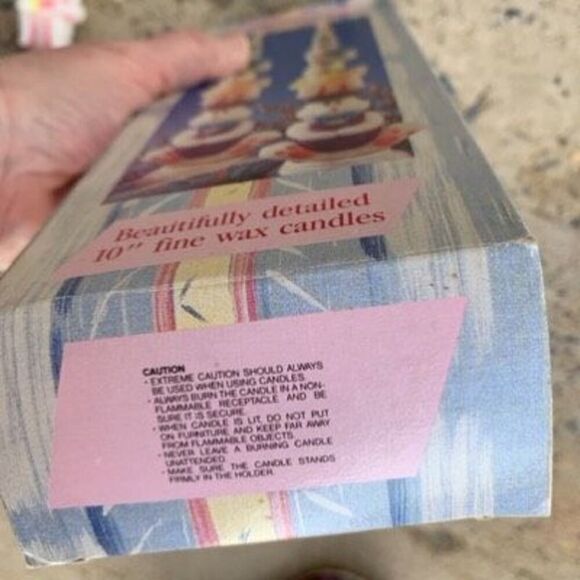 Beautifully detailed
10" fine wax candles
CAUTION
· EXTREME CAUTION SHOULD ALWAYS
BE USED WHEN USING CANDLES.
· ALWAYS BURN THE CANDLE IN A NON-
FLAMMABLE RECEPTACLE AND BE
SURE IT IS SECURE.
· WHEN CANDLE IS LIT, DO NOT PUT
ON FURNITURE AND KEEP FAR AWAY
FROM FLAMMABLE OBJECTS.
· NEVER LEAVE A BURNING CANDLE
UNATTENDED.
· MAKE SURE THE CANDLE STANDS
FIRMLY IN THE HOLDER.